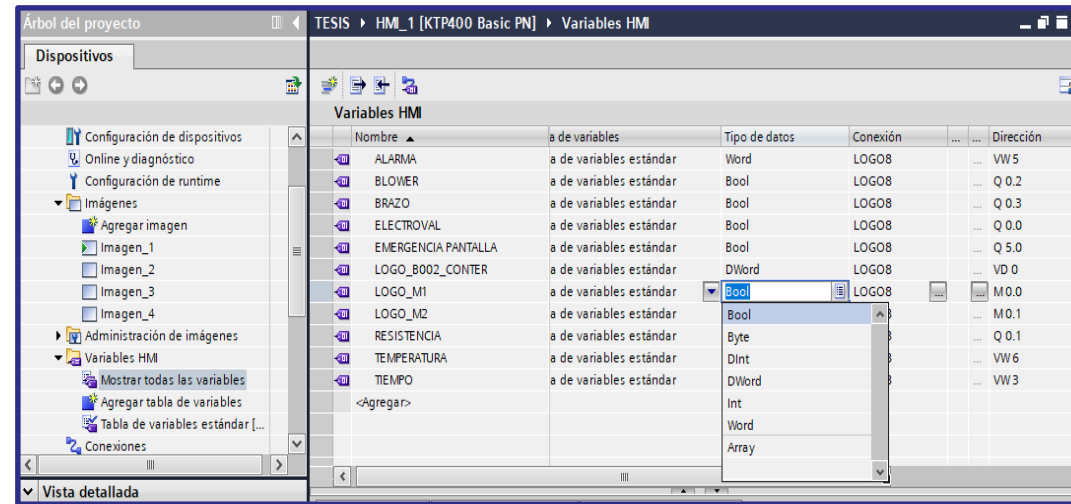 Árbol del proyecto
TESIS ▸ HMI_1 [KTP400 Basic PN] ▸ Variables HMI
Dispositivos
Configuración de dispositivos
Online y diagnóstico
Configuración de runtime
Imágenes
Agregar imagen
Imagen_1
Imagen_2
Imagen_3
Imagen_4
Administración de imágenes
Variables HMI
Mostrar todas las variables
Agregar tabla de variables
Tabla de variables estándar [...
Conexiones
Vista detallada
Variables HMI
Nombre a de variables Tipo de datos Conexión ... ... Dirección
ALARMA a de variables estándar Word LOGO8 ... VW 5
BLOWER a de variables estándar Bool LOGO8 ... Q 0.2
BRAZO a de variables estándar Bool LOGO8 ... Q 0.3
ELECTROVAL a de variables estándar Bool LOGO8 ... Q 0.0
EMERGENCIA PANTALLA a de variables estándar Bool LOGO8 ... Q 5.0
LOGO_B002_CONTER a de variables estándar DWord LOGO8 ... VD 0
LOGO_M1 a de variables estándar Bool LOGO8 ... ... M 0.0
LOGO_M2 a de variables estándar 8 ... M 0.1
RESISTENCIA a de variables estándar 8 ... Q 0.1
TEMPERATURA a de variables estándar 8 ... VW 6
TIEMPO a de variables estándar 8 ... VW 3
<Agregar>
Bool
Byte
DInt
DWord
Int
Word
Array